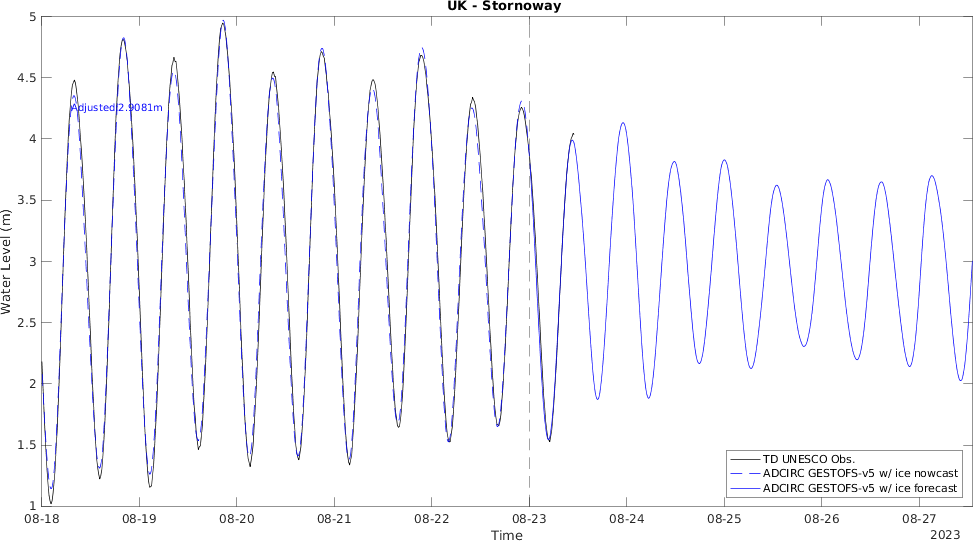 UK - Stornoway
5
4.5
4
3.5
3
2.5
2
1.5
1
Water Level (m)
Adjusted 2.9081m
TD UNESCO Obs.
ADCIRC GESTOFS-v5 w/ ice nowcast
ADCIRC GESTOFS-v5 w/ ice forecast
08-18 08-19 08-20 08-21 08-22 08-23 08-24 08-25 08-26 08-27
Time
2023